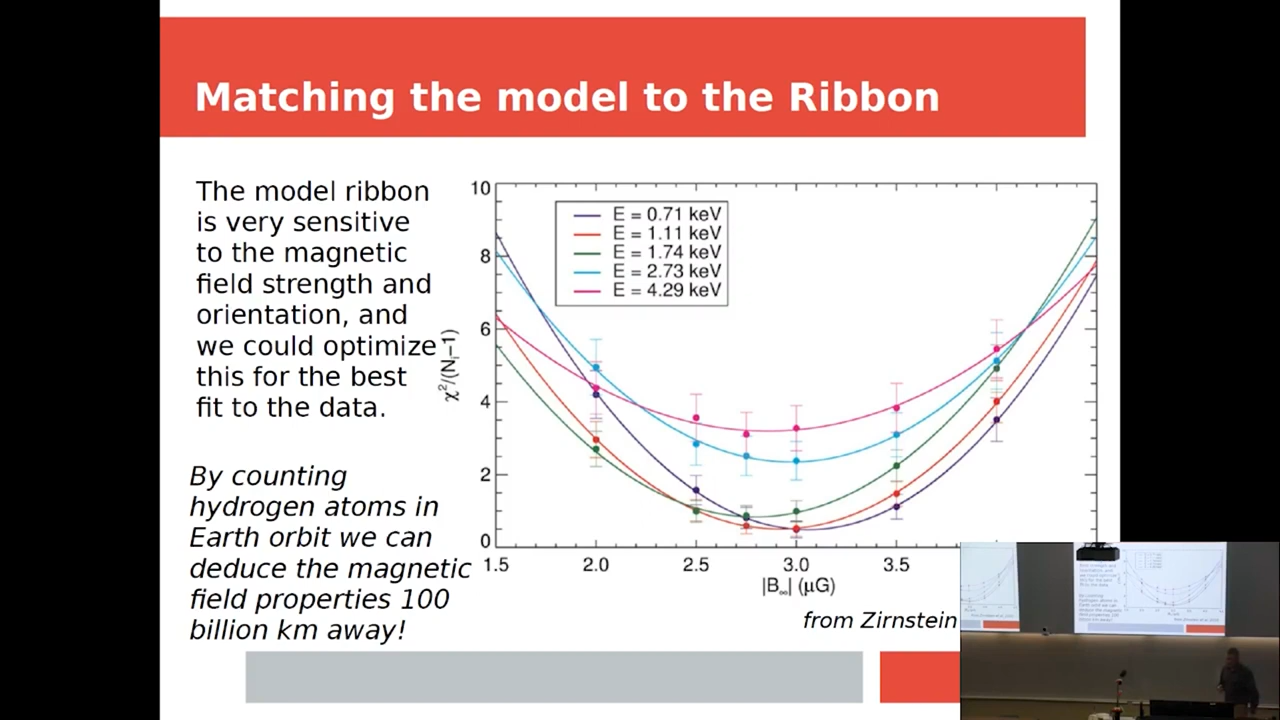 Matching the model to the Ribbon
The model ribbon
is very sensitive
to the magnetic
field strength and
orientation, and
we could optimize
this for the best
fit to the data.
By counting
hydrogen atoms in
Earth orbit we can
deduce the magnetic
field properties 100
billion km away!
10
8
6
4
2
0
χ²/(Nᵢ−1)
E = 0.71 keV
E = 1.11 keV
E = 1.74 keV
E = 2.73 keV
E = 4.29 keV
1.5 2.0 2.5 3.0 3.5
|B∞| (μG)
from Zirnstein